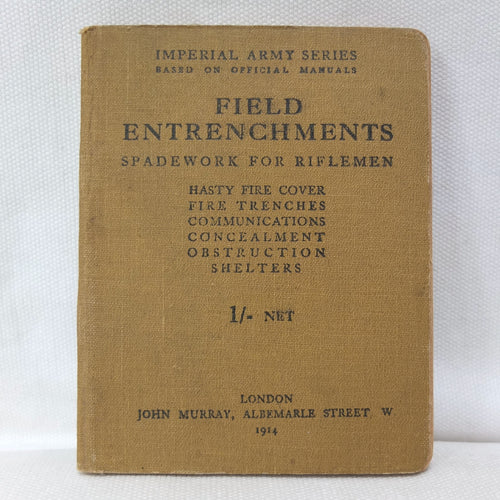 IMPERIAL ARMY SERIES
BASED ON OFFICIAL MANUALS
FIELD
ENTRENCHMENTS
SPADEWORK FOR RIFLEMEN
HASTY FIRE COVER
FIRE TRENCHES
COMMUNICATIONS
CONCEALMENT
OBSTRUCTION
SHELTERS
1/- NET
LONDON
JOHN MURRAY, ALBEMARLE STREET, W.
1914